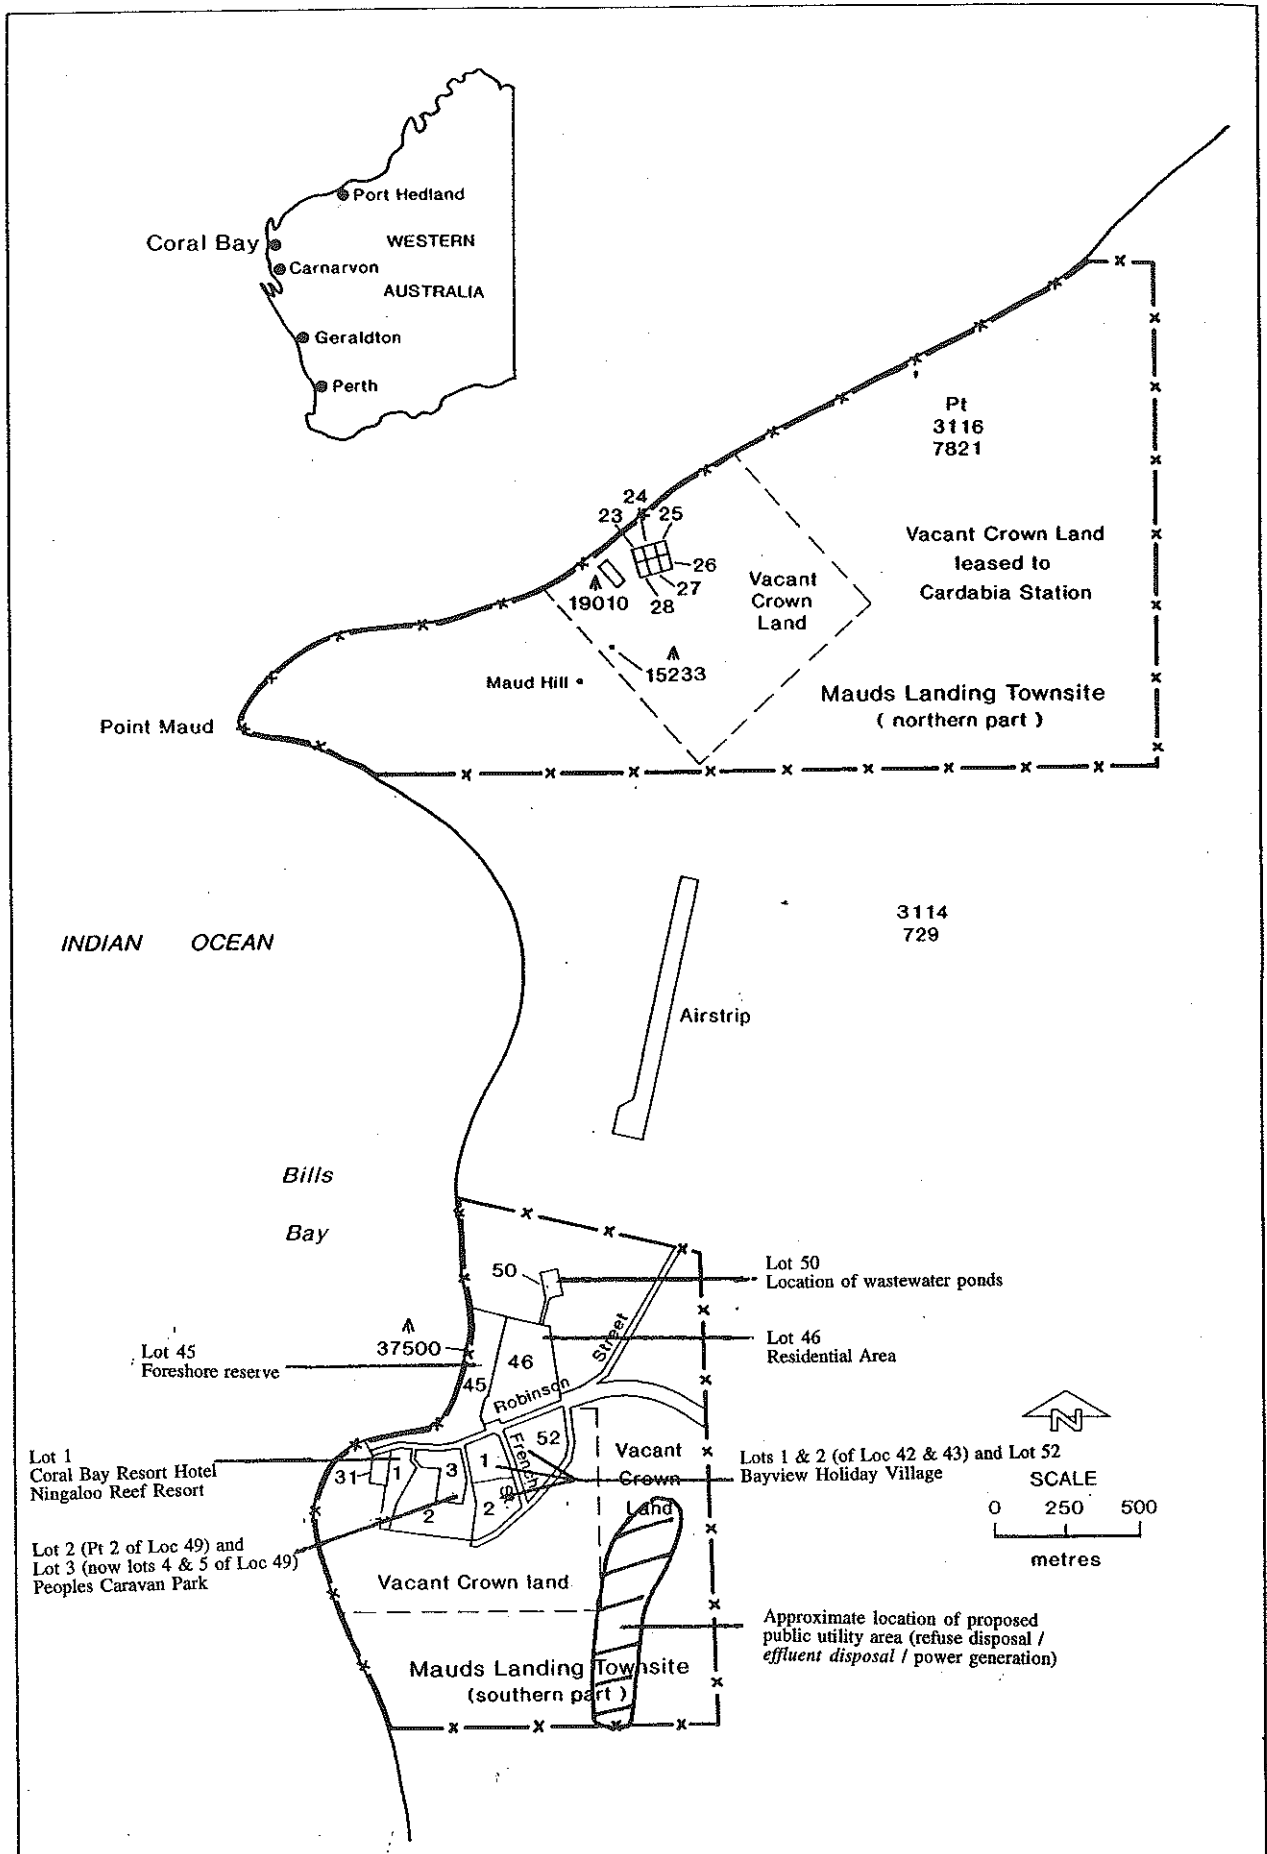 Port Hedland
Coral Bay
WESTERN
Carnarvon
AUSTRALIA
Geraldton
Perth
Pt
3116
7821
24
23
25
26
27
28
19010
Vacant
Crown
Land
Vacant Crown Land
leased to
Cardabia Station
15233
Maud Hill
Mauds Landing Townsite
( northern part )
Point Maud
3114
729
INDIAN OCEAN
Airstrip
Bills
Bay
50
Lot 50
Location of wastewater ponds
Street
37500
46
45
Lot 46
Residential Area
Lot 45
Foreshore reserve
Robinson
N
52
French
St
Vacant
Crown
Land
Lot 1
Coral Bay Resort Hotel
Ningaloo Reef Resort
31
1
3
1
2
2
Lots 1 & 2 (of Loc 42 & 43) and Lot 52
Bayview Holiday Village
SCALE
0 250 500
metres
Lot 2 (Pt 2 of Loc 49) and
Lot 3 (now lots 4 & 5 of Loc 49)
Peoples Caravan Park
Vacant Crown land
Approximate location of proposed
public utility area (refuse disposal /
effluent disposal / power generation)
Mauds Landing Townsite
(southern part )